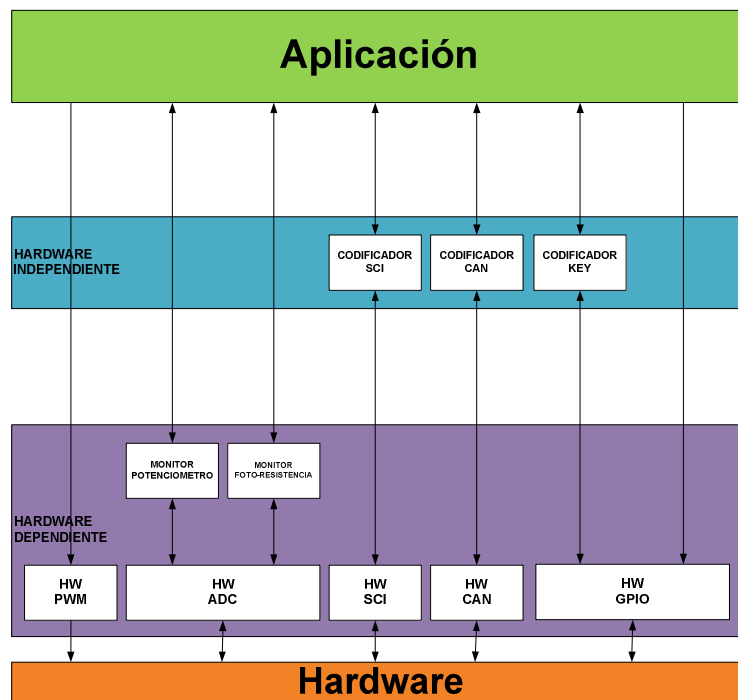 Aplicación
HARDWARE
INDEPENDIENTE
CODIFICADOR
SCI
CODIFICADOR
CAN
CODIFICADOR
KEY
MONITOR
POTENCIOMETRO
MONITOR
FOTO-RESISTENCIA
HARDWARE
DEPENDIENTE
HW
PWM
HW
ADC
HW
SCI
HW
CAN
HW
GPIO
Hardware